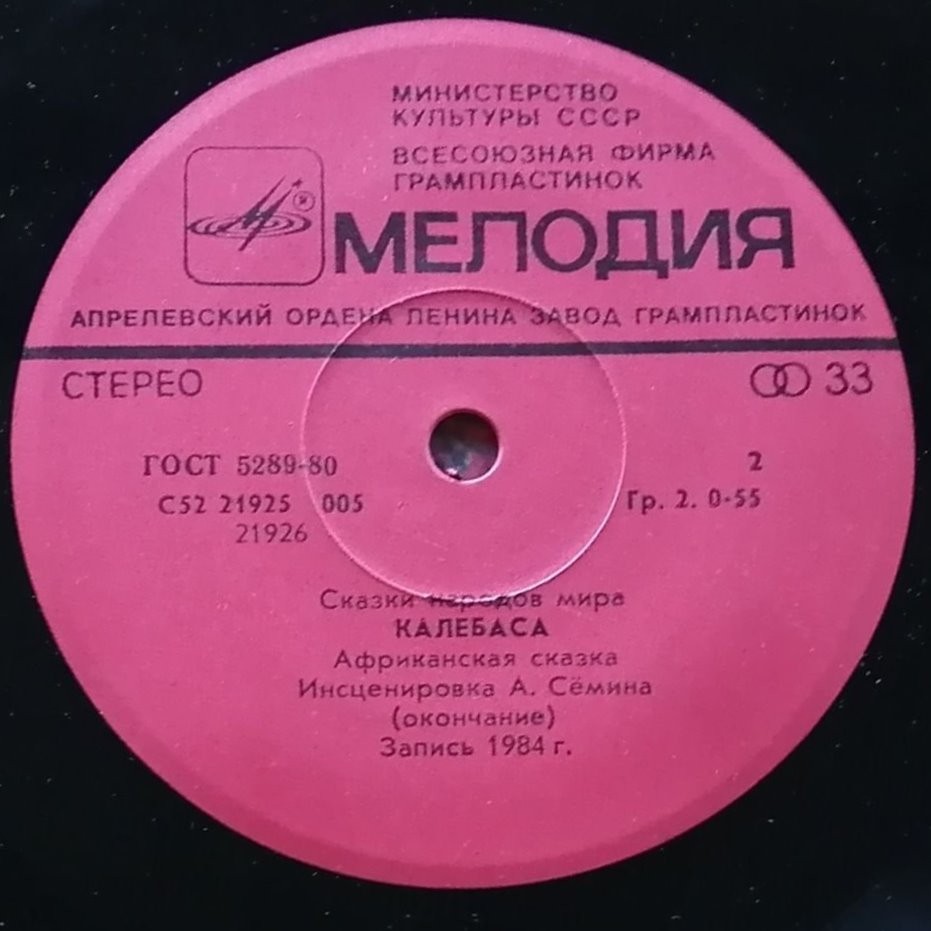 МИНИСТЕРСТВО
КУЛЬТУРЫ СССР
ВСЕСОЮЗНАЯ ФИРМА
ГРАМПЛАСТИНОК
МЕЛОДИЯ
АПРЕЛЕВСКИЙ ОРДЕНА ЛЕНИНА ЗАВОД ГРАМПЛАСТИНОК
СТЕРЕО 33
ГОСТ 5289-80 2
С52 21925 005 Гр. 2. 0-55
21926
Сказки народов мира
КАЛЕБАСА
Африканская сказка
Инсценировка А. Сёмина
(окончание)
Запись 1984 г.